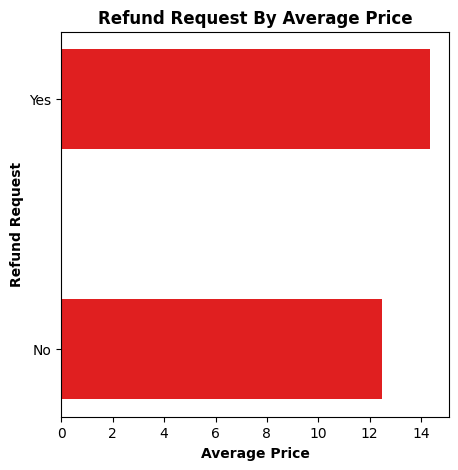 Refund Request By Average Price
Refund Request
Yes
No
0 2 4 6 8 10 12 14
Average Price